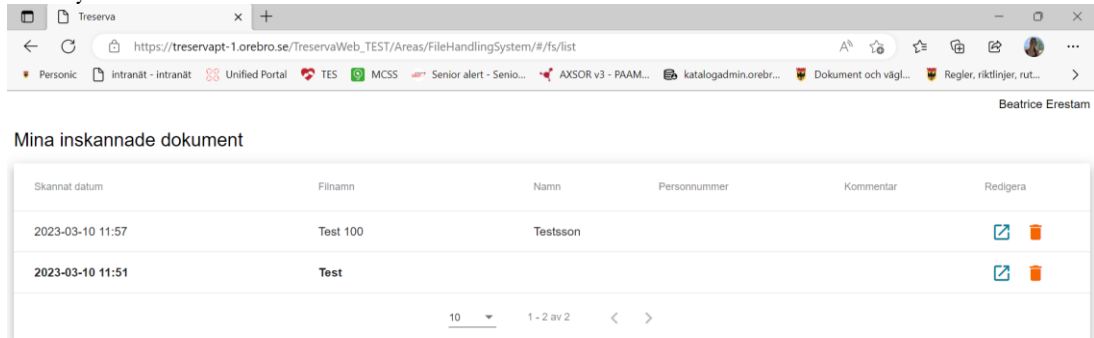 Treserva
https://treservapt-1.orebro.se/TreservaWeb_TEST/Areas/FileHandlingSystem/#/fs/list
Personic intranät - intranät Unified Portal TES MCSS Senior alert - Senio... AXSOR v3 - PAAM... katalogadmin.orebr... Dokument och vägl... Regler, riktlinjer, rut...
Beatrice Erestam
Mina inskannade dokument
Skannat datum Filnamn Namn Personnummer Kommentar Redigera
2023-03-10 11:57 Test 100 Testsson
2023-03-10 11:51 Test
10 1 - 2 av 2